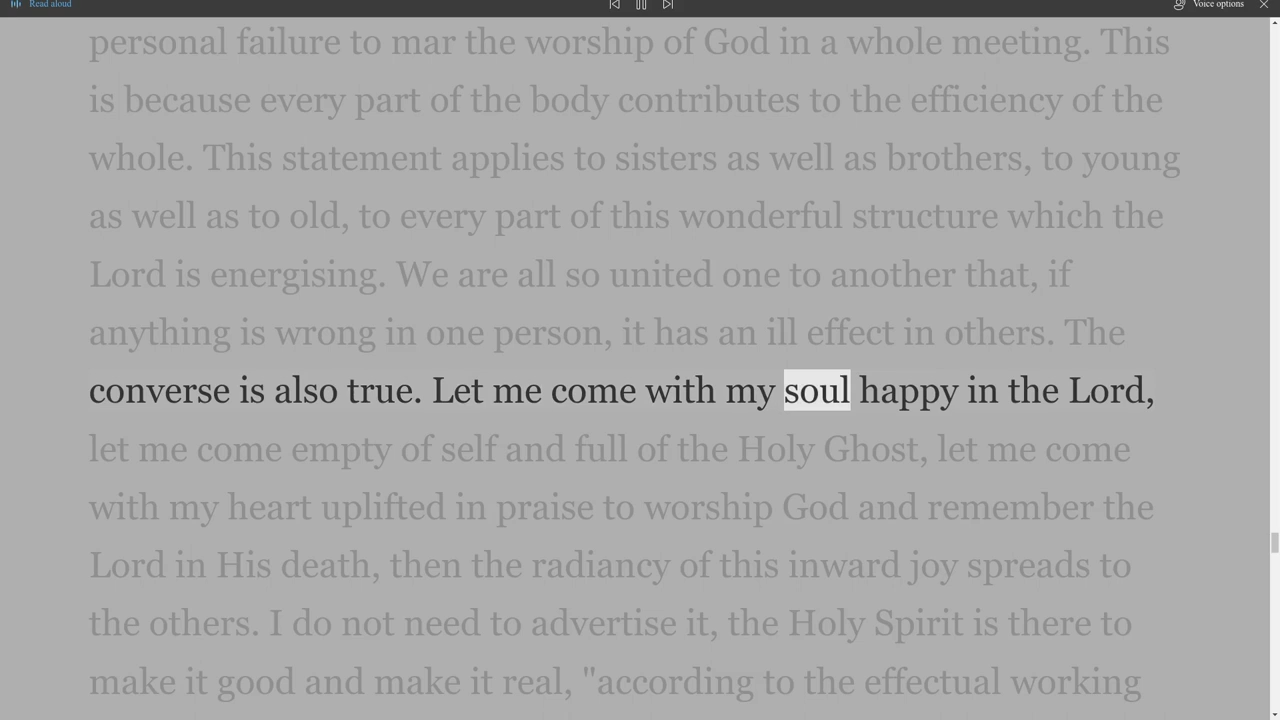 Read aloud
Voice options
personal failure to mar the worship of God in a whole meeting. This
is because every part of the body contributes to the efficiency of the
whole. This statement applies to sisters as well as brothers, to young
as well as to old, to every part of this wonderful structure which the
Lord is energising. We are all so united one to another that, if
anything is wrong in one person, it has an ill effect in others. The
converse is also true. Let me come with my soul happy in the Lord,
let me come empty of self and full of the Holy Ghost, let me come
with my heart uplifted in praise to worship God and remember the
Lord in His death, then the radiancy of this inward joy spreads to
the others. I do not need to advertise it, the Holy Spirit is there to
make it good and make it real, "according to the effectual working